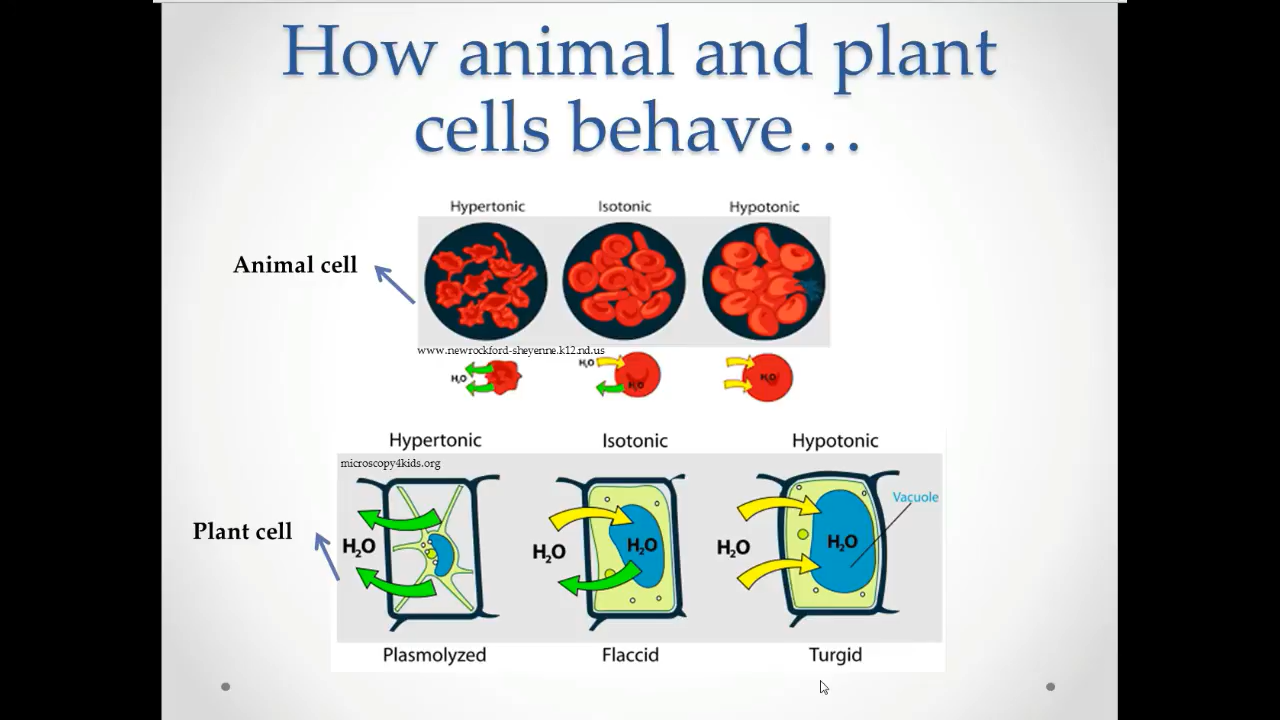 How animal and plant
cells behave…
Hypertonic Isotonic Hypotonic
Animal cell
www.newrockford-sheyenne.k12.nd.us
H₂O H₂O H₂O H₂O
Hypertonic Isotonic Hypotonic
microscopy4kids.org
Vacuole
Plant cell
H₂O H₂O H₂O H₂O H₂O
Plasmolyzed Flaccid Turgid